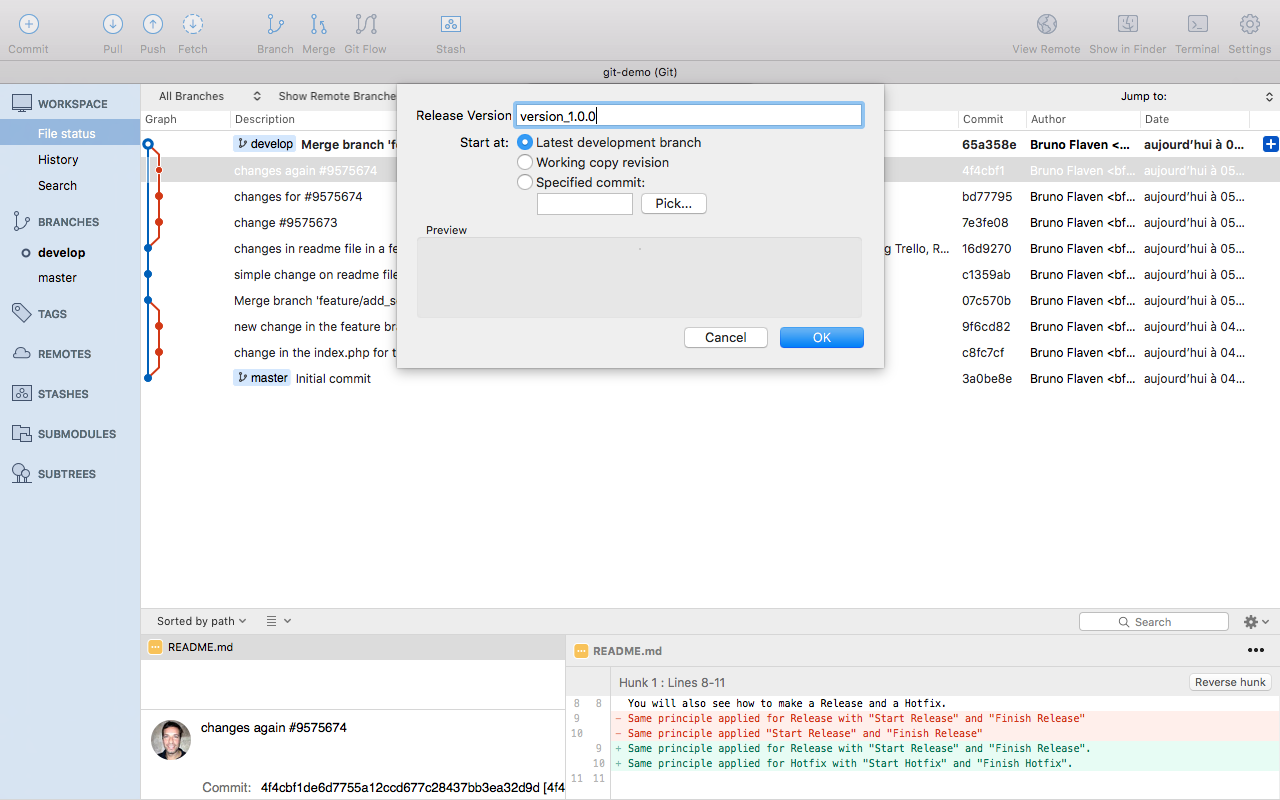 Commit Pull Push Fetch Branch Merge Git Flow Stash View Remote Show in Finder Terminal Settings
git-demo (Git)
WORKSPACE
File status
History
Search
BRANCHES
develop
master
TAGS
REMOTES
STASHES
SUBMODULES
SUBTREES
All Branches Show Remote Branche Jump to:
Graph Description Commit Author Date
develop Merge branch 'f 65a358e Bruno Flaven <... aujourd'hui à 0...
changes again #9575674 4f4cbf1 Bruno Flaven <bf... aujourd'hui à 05...
changes for #9575674 bd77795 Bruno Flaven <bf... aujourd'hui à 05...
change #9575673 7e3fe08 Bruno Flaven <bf... aujourd'hui à 05...
changes in readme file in a fe g Trello, R... 16d9270 Bruno Flaven <bf... aujourd'hui à 05...
simple change on readme file c1359ab Bruno Flaven <bf... aujourd'hui à 05...
Merge branch 'feature/add_s 07c570b Bruno Flaven <bf... aujourd'hui à 05...
new change in the feature br 9f6cd82 Bruno Flaven <bf... aujourd'hui à 04...
change in the index.php for t c8fc7cf Bruno Flaven <bf... aujourd'hui à 04...
master Initial commit 3a0be8e Bruno Flaven <bf... aujourd'hui à 04...
Release Version version_1.0.0
Start at: Latest development branch
Working copy revision
Specified commit:
Pick...
Preview
Cancel OK
Sorted by path Search
README.md
changes again #9575674
Commit: 4f4cbf1de6d7755a12ccd677c28437bb3ea32d9d [4f4
README.md
Hunk 1 : Lines 8-11 Reverse hunk
8 8 You will also see how to make a Release and a Hotfix.
9 - Same principle applied for Release with "Start Release" and "Finish Release"
10 - Same principle applied "Start Release" and "Finish Release"
9 + Same principle applied for Release with "Start Release" and "Finish Release".
10 + Same principle applied for Hotfix with "Start Hotfix" and "Finish Hotfix".
11 11